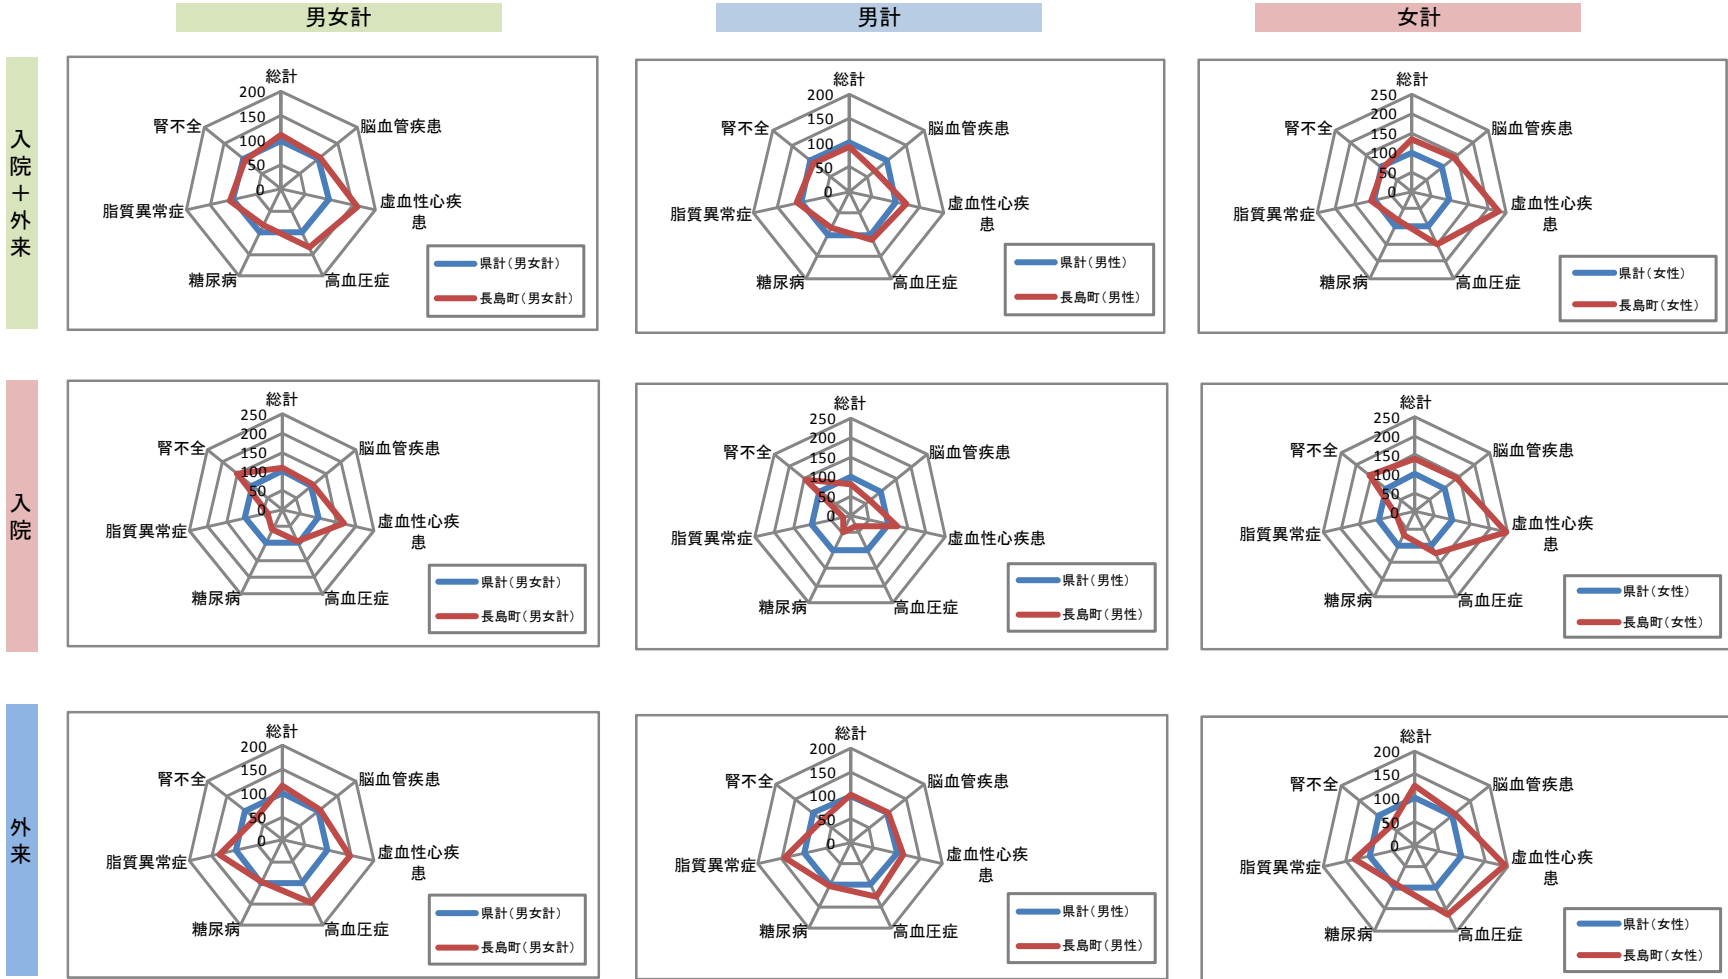 男女計
男計
女計
入院＋外来
総計
200
150
100
50
0
脳血管疾患
虚血性心疾
患
高血圧症
糖尿病
脂質異常症
腎不全
県計(男女計)
長島町(男女計)
総計
200
150
100
50
0
脳血管疾患
虚血性心疾
患
高血圧症
糖尿病
脂質異常症
腎不全
県計(男性)
長島町(男性)
総計
250
200
150
100
50
0
脳血管疾患
虚血性心疾
患
高血圧症
糖尿病
脂質異常症
腎不全
県計(女性)
長島町(女性)
入院
総計
250
200
150
100
50
0
脳血管疾患
虚血性心疾
患
高血圧症
糖尿病
脂質異常症
腎不全
県計(男女計)
長島町(男女計)
総計
250
200
150
100
50
0
脳血管疾患
虚血性心疾患
高血圧症
糖尿病
脂質異常症
腎不全
県計(男性)
長島町(男性)
総計
250
200
150
100
50
0
脳血管疾患
虚血性心疾
患
高血圧症
糖尿病
脂質異常症
腎不全
県計(女性)
長島町(女性)
外来
総計
200
150
100
50
0
脳血管疾患
虚血性心疾
患
高血圧症
糖尿病
脂質異常症
腎不全
県計(男女計)
長島町(男女計)
総計
200
150
100
50
0
脳血管疾患
虚血性心疾
患
高血圧症
糖尿病
脂質異常症
腎不全
県計(男性)
長島町(男性)
総計
200
150
100
50
0
脳血管疾患
虚血性心疾
患
高血圧症
糖尿病
脂質異常症
腎不全
県計(女性)
長島町(女性)